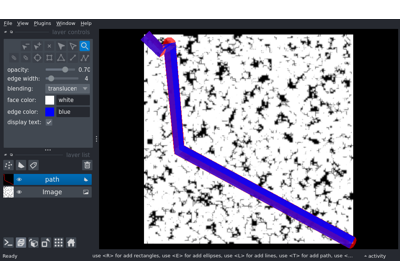 File View Plugins Window Help
layer controls
opacity: 0.70
edge width: 4
blending: translucen
face color: white
edge color: blue
display text:
layer list
path
Image
Ready use <R> for add rectangles, use <E> for add ellipses, use <L> for add lines, use <T> for add path, use <... activity